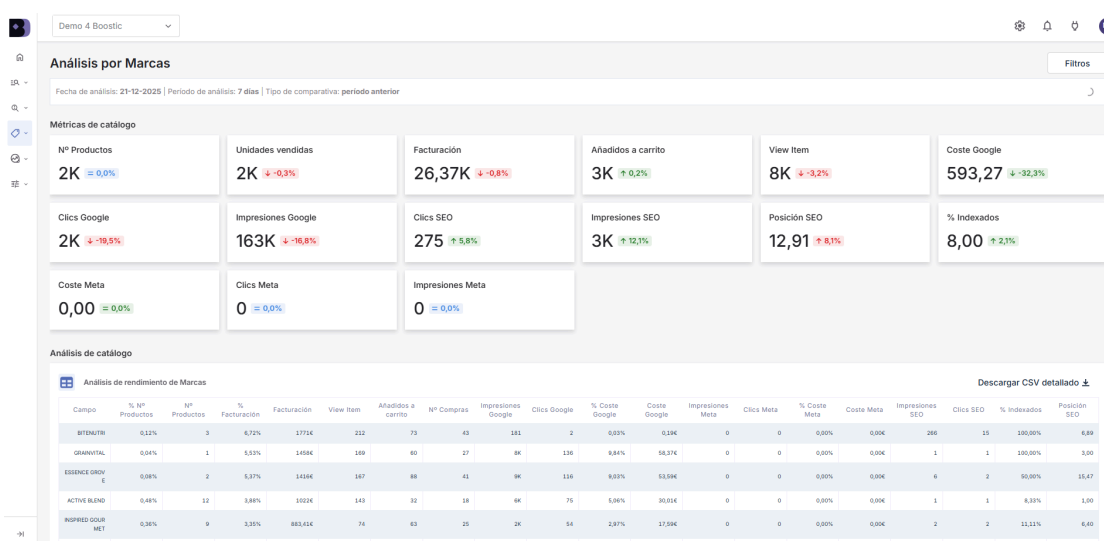 Demo 4 Boostic
Análisis por Marcas
Filtros
Fecha de análisis: 21-12-2025 | Período de análisis: 7 días | Tipo de comparativa: período anterior
Métricas de catálogo
Nº Productos Unidades vendidas Facturación Añadidos a carrito View Item Coste Google
2K = 0,0% 2K ↓ -0,3% 26,37K ↓ -0,8% 3K ↑ 0,2% 8K ↓ -3,2% 593,27 ↓ -32,3%
Clics Google Impresiones Google Clics SEO Impresiones SEO Posición SEO % Indexados
2K ↓ -19,5% 163K ↓ -16,8% 275 ↑ 5,8% 3K ↑ 12,1% 12,91 ↑ 8,1% 8,00 ↑ 2,1%
Coste Meta Clics Meta Impresiones Meta
0,00 = 0,0% 0 = 0,0% 0 = 0,0%
Análisis de catálogo
Análisis de rendimiento de Marcas Descargar CSV detallado
Campo % Nº Productos Nº Productos % Facturación Facturación View Item Añadidos a carrito Nº Compras Impresiones Google Clics Google % Coste Google Coste Google Impresiones Meta Clics Meta % Coste Meta Coste Meta Impresiones SEO Clics SEO % Indexados Posición SEO
BITENUTRI 0,12% 3 6,72% 1771€ 212 73 43 181 2 0,03% 0,19€ 0 0 0,00% 0,00€ 266 15 100,00% 6,89
GRAINVITAL 0,04% 1 5,53% 1458€ 169 60 27 8K 136 9,84% 58,37€ 0 0 0,00% 0,00€ 1 1 100,00% 3,00
ESSENCE GROVE 0,08% 2 5,37% 1416€ 167 88 41 9K 116 9,03% 53,59€ 0 0 0,00% 0,00€ 6 2 50,00% 15,47
ACTIVE BLEND 0,48% 12 3,88% 1022€ 143 32 18 6K 75 5,06% 30,01€ 0 0 0,00% 0,00€ 1 1 8,33% 1,00
INSPIRED GOURMET 0,36% 9 3,35% 883,41€ 74 63 25 3K 54 2,97% 17,59€ 0 0 0,00% 0,00€ 2 2 11,11% 6,40